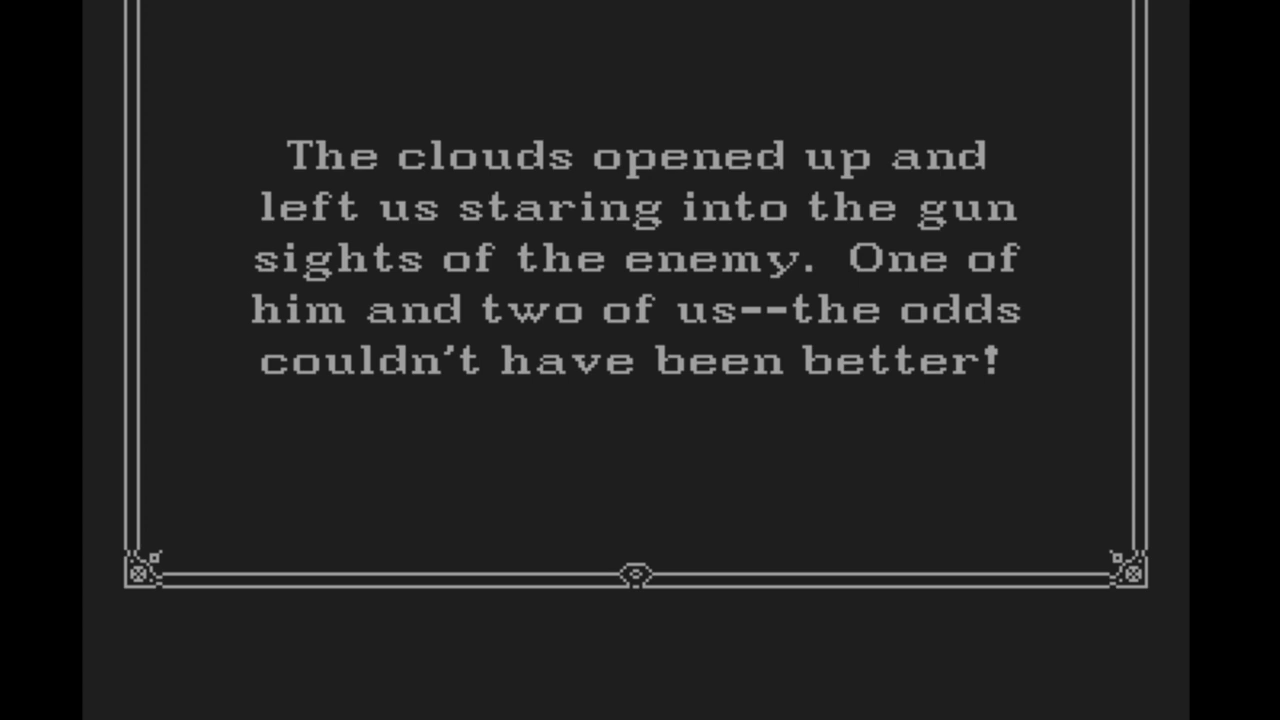 The clouds opened up and
left us staring into the gun
sights of the enemy.  One of
him and two of us--the odds
couldn't have been better!